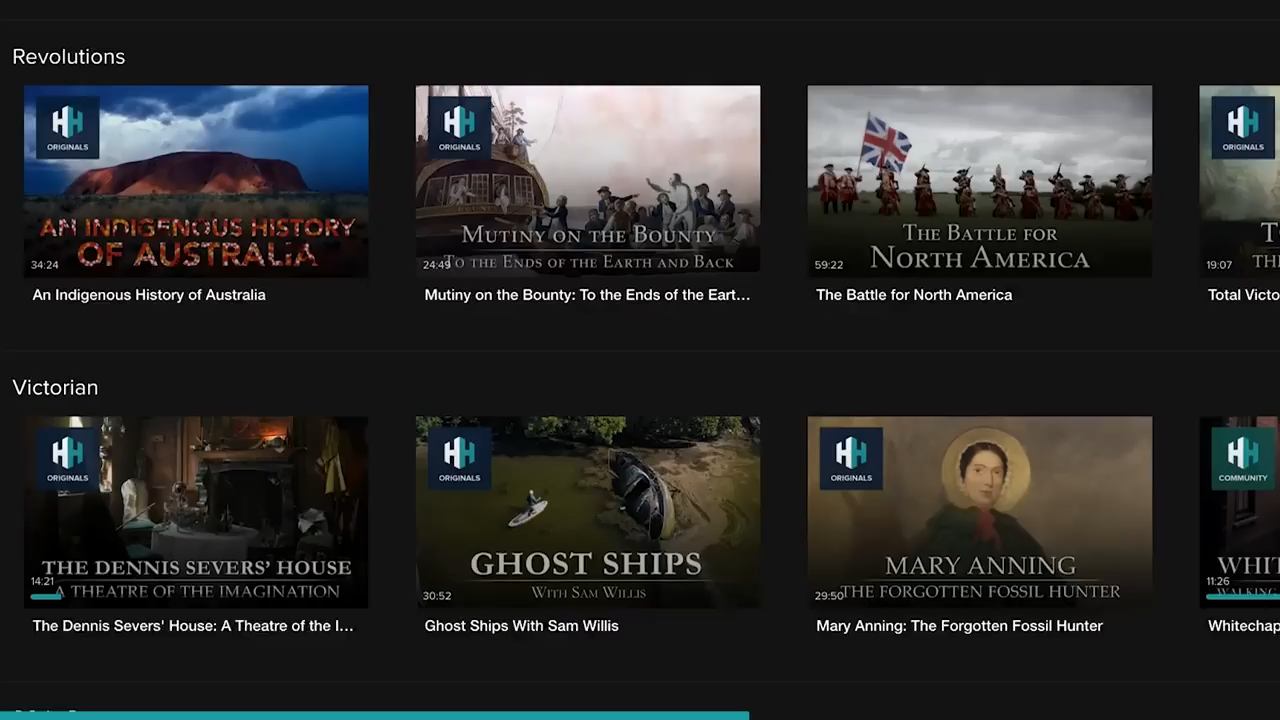 Revolutions
ORIGINALS
AN INDIGENOUS HISTORY
OF AUSTRALIA
34:24
An Indigenous History of Australia
ORIGINALS
MUTINY ON THE BOUNTY
TO THE ENDS OF THE EARTH AND BACK
24:49
Mutiny on the Bounty: To the Ends of the Eart...
THE BATTLE FOR
NORTH AMERICA
59:22
The Battle for North America
ORIGINALS
19:07
Total Victo
Victorian
ORIGINALS
THE DENNIS SEVERS' HOUSE
A THEATRE OF THE IMAGINATION
14:21
The Dennis Severs' House: A Theatre of the I...
ORIGINALS
GHOST SHIPS
WITH SAM WILLIS
30:52
Ghost Ships With Sam Willis
ORIGINALS
MARY ANNING
THE FORGOTTEN FOSSIL HUNTER
29:50
Mary Anning: The Forgotten Fossil Hunter
COMMUNITY
WHIT
WALKING
11:26
Whitechap